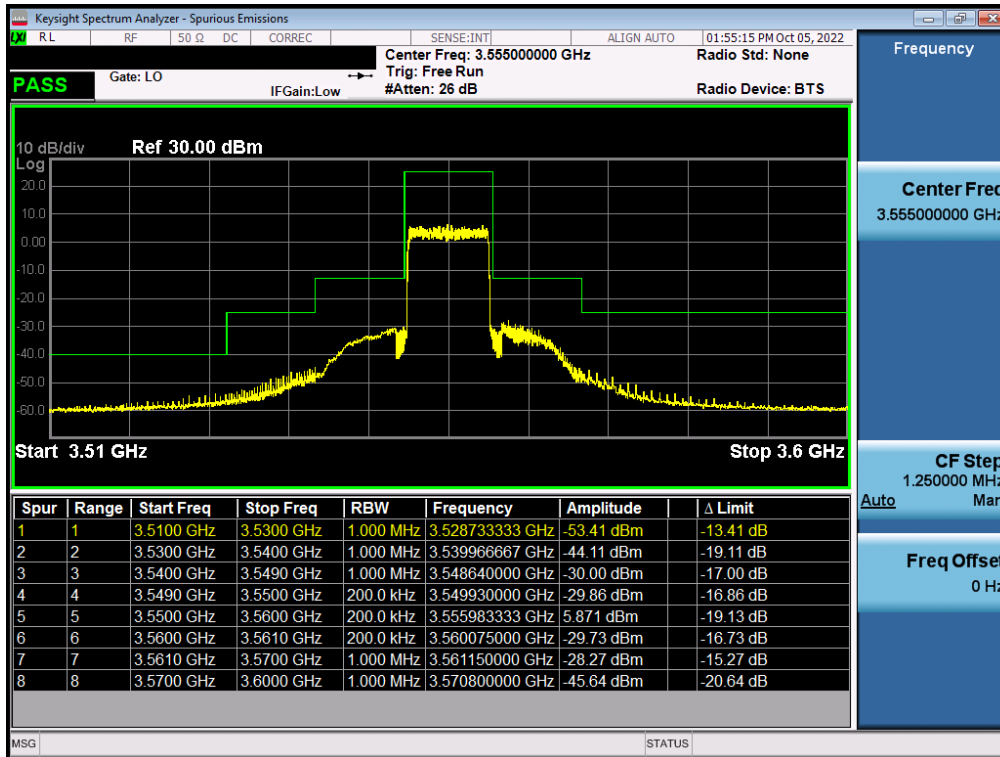 Keysight Spectrum Analyzer - Spurious Emissions
LXI RL RF 50 Ω DC CORREC SENSE:INT ALIGN AUTO 01:55:15 PM Oct 05, 2022
Center Freq: 3.555000000 GHz Radio Std: None
PASS Gate: LO Trig: Free Run
IFGain:Low #Atten: 26 dB Radio Device: BTS
10 dB/div Ref 30.00 dBm
Log
20.0
10.0
0.00
-10.0
-20.0
-30.0
-40.0
-50.0
-60.0
Start 3.51 GHz Stop 3.6 GHz
Spur Range Start Freq Stop Freq RBW Frequency Amplitude Δ Limit
1 1 3.5100 GHz 3.5300 GHz 1.000 MHz 3.528733333 GHz -53.41 dBm -13.41 dB
2 2 3.5300 GHz 3.5400 GHz 1.000 MHz 3.539966667 GHz -44.11 dBm -19.11 dB
3 3 3.5400 GHz 3.5490 GHz 1.000 MHz 3.548640000 GHz -30.00 dBm -17.00 dB
4 4 3.5490 GHz 3.5500 GHz 200.0 kHz 3.549930000 GHz -29.86 dBm -16.86 dB
5 5 3.5500 GHz 3.5600 GHz 200.0 kHz 3.555983333 GHz 5.871 dBm -19.13 dB
6 6 3.5600 GHz 3.5610 GHz 200.0 kHz 3.560075000 GHz -29.73 dBm -16.73 dB
7 7 3.5610 GHz 3.5700 GHz 1.000 MHz 3.561150000 GHz -28.27 dBm -15.27 dB
8 8 3.5700 GHz 3.6000 GHz 1.000 MHz 3.570800000 GHz -45.64 dBm -20.64 dB
MSG STATUS
Frequency
Center Freq
3.555000000 GHz
CF Step
1.250000 MHz
Auto Man
Freq Offset
0 Hz